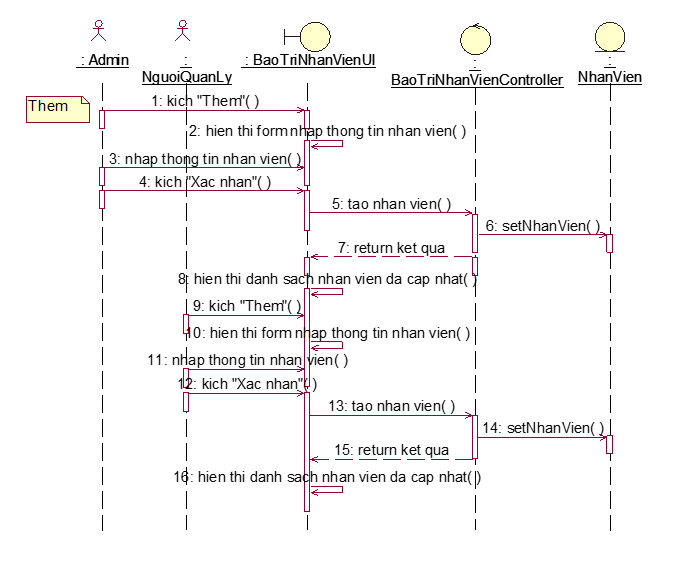 : Admin
:
NguoiQuanLy
: BaoTriNhanVienUI
:
BaoTriNhanVienController
:
NhanVien
Them
1: kich "Them"( )
2: hien thi form nhap thong tin nhan vien( )
3: nhap thong tin nhan vien( )
4: kich "Xac nhan"( )
5: tao nhan vien( )
6: setNhanVien( )
7: return ket qua
8: hien thi danh sach nhan vien da cap nhat( )
9: kich "Them"( )
10: hien thi form nhap thong tin nhan vien( )
11: nhap thong tin nhan vien( )
12: kich "Xac nhan"( )
13: tao nhan vien( )
14: setNhanVien( )
15: return ket qua
16: hien thi danh sach nhan vien da cap nhat( )